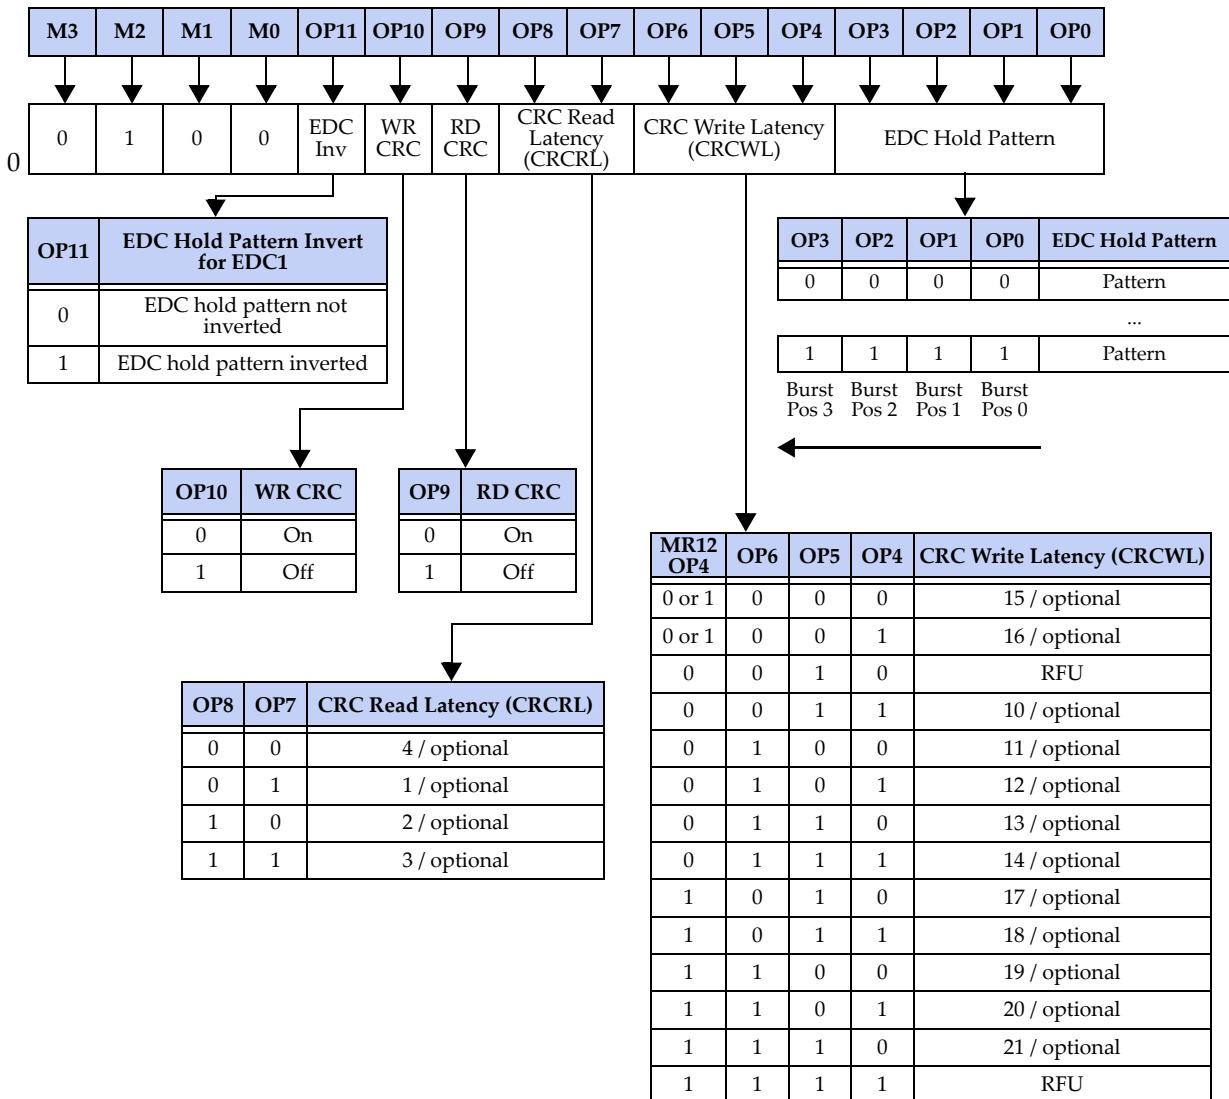 M3 M2 M1 M0 OP11 OP10 OP9 OP8 OP7 OP6 OP5 OP4 OP3 OP2 OP1 OP0
0
0 1 0 0
EDC
Inv
WR
CRC
RD
CRC
CRC Read
Latency
(CRCRL)
CRC Write Latency
(CRCWL)
EDC Hold Pattern
OP11
EDC Hold Pattern Invert
for EDC1
0
EDC hold pattern not
inverted
1 EDC hold pattern inverted
OP3 OP2 OP1 OP0 EDC Hold Pattern
0 0 0 0 Pattern
...
1 1 1 1 Pattern
Burst Burst Burst Burst
Pos 3 Pos 2 Pos 1 Pos 0
OP10 WR CRC
0 On
1 Off
OP9 RD CRC
0 On
1 Off
OP8 OP7 CRC Read Latency (CRCRL)
0 0 4 / optional
0 1 1 / optional
1 0 2 / optional
1 1 3 / optional
MR12
OP4
OP6 OP5 OP4 CRC Write Latency (CRCWL)
0 or 1 0 0 0 15 / optional
0 or 1 0 0 1 16 / optional
0 0 1 0 RFU
0 0 1 1 10 / optional
0 1 0 0 11 / optional
0 1 0 1 12 / optional
0 1 1 0 13 / optional
0 1 1 1 14 / optional
1 0 1 0 17 / optional
1 0 1 1 18 / optional
1 1 0 0 19 / optional
1 1 0 1 20 / optional
1 1 1 0 21 / optional
1 1 1 1 RFU